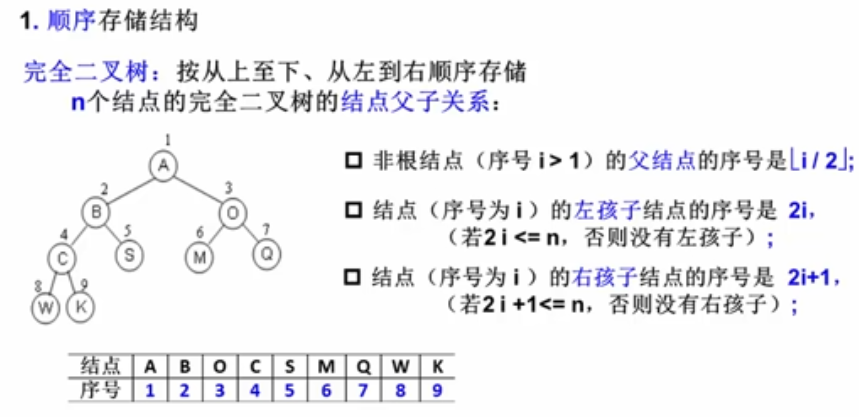 1. 顺序存储结构
完全二叉树：按从上至下、从左到右顺序存储
n个结点的完全二叉树的结点父子关系：
1
A
2
3
B
O
4
5
6
7
C
S
M
Q
8
9
W
K
非根结点（序号 i > 1）的父结点的序号是⌊i / 2⌋;
结点（序号为 i ）的左孩子结点的序号是 2i，
（若2 i <= n，否则没有左孩子）;
结点（序号为 i ）的右孩子结点的序号是 2i+1，
（若2 i +1<= n，否则没有右孩子）;
结点 A B O C S M Q W K
序号 1 2 3 4 5 6 7 8 9